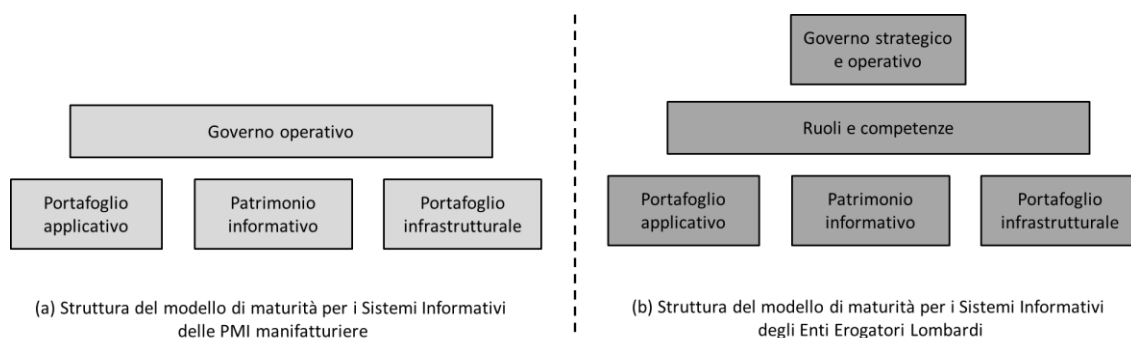 Governo operativo
Portafoglio
applicativo
Patrimonio
informativo
Portafoglio
infrastrutturale
(a) Struttura del modello di maturità per i Sistemi Informativi
delle PMI manifatturiere
Governo strategico
e operativo
Ruoli e competenze
Portafoglio
applicativo
Patrimonio
informativo
Portafoglio
infrastrutturale
(b) Struttura del modello di maturità per i Sistemi Informativi
degli Enti Erogatori Lombardi